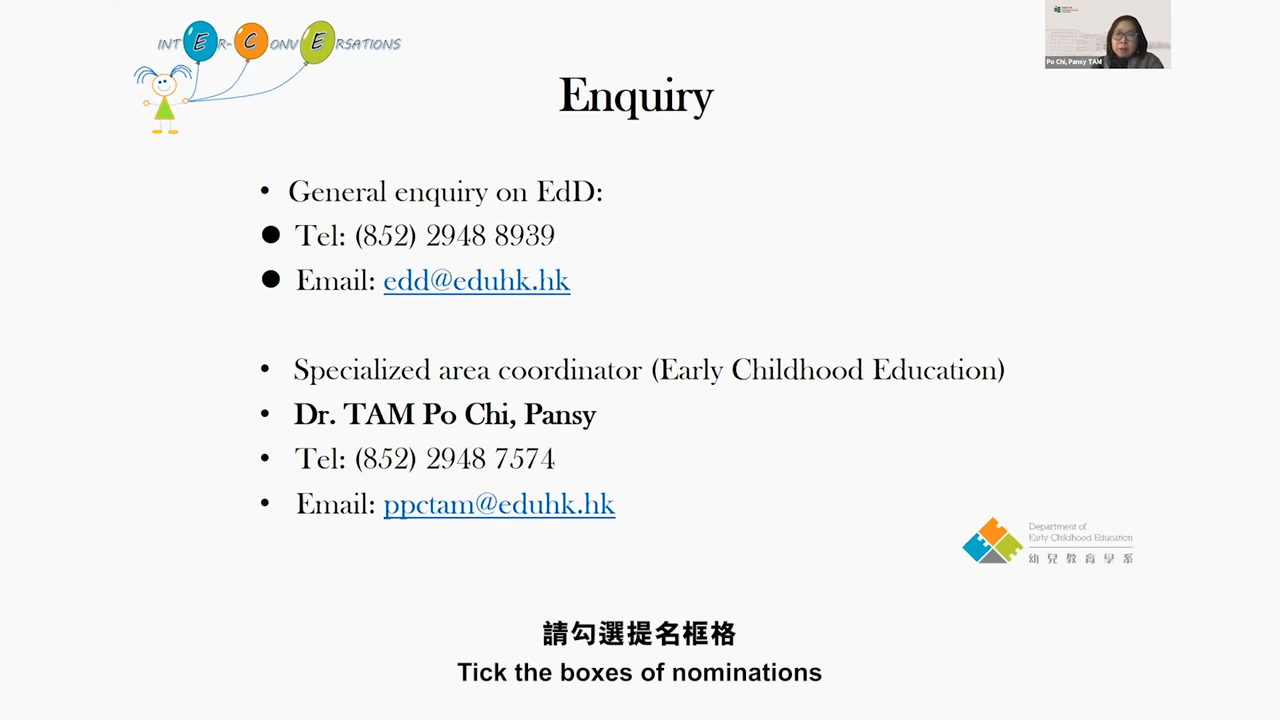 INTER-CONVERSATIONS
Po Chi, Pansy TAM
Enquiry
• General enquiry on EdD:
● Tel: (852) 2948 8939
● Email: edd@eduhk.hk
• Specialized area coordinator (Early Childhood Education)
• Dr. TAM Po Chi, Pansy
• Tel: (852) 2948 7574
• Email: ppctam@eduhk.hk
Department of
Early Childhood Education
幼兒教育學系
請勾選提名框格
Tick the boxes of nominations